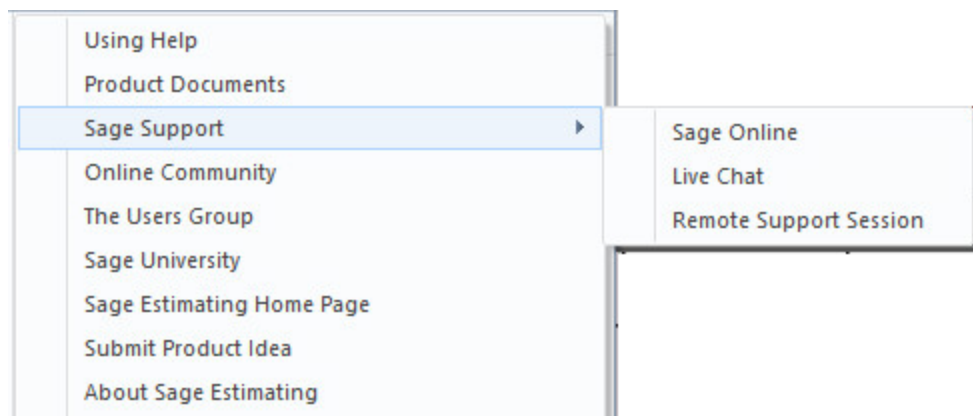 Using Help
Product Documents
Sage Support
Online Community
The Users Group
Sage University
Sage Estimating Home Page
Submit Product Idea
About Sage Estimating
Sage Online
Live Chat
Remote Support Session